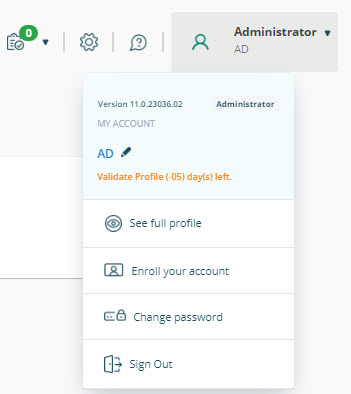 0
Administrator
AD
Version 11.0.23036.02 Administrator
MY ACCOUNT
AD
Validate Profile (-05) day(s) left.
See full profile
Enroll your account
Change password
Sign Out